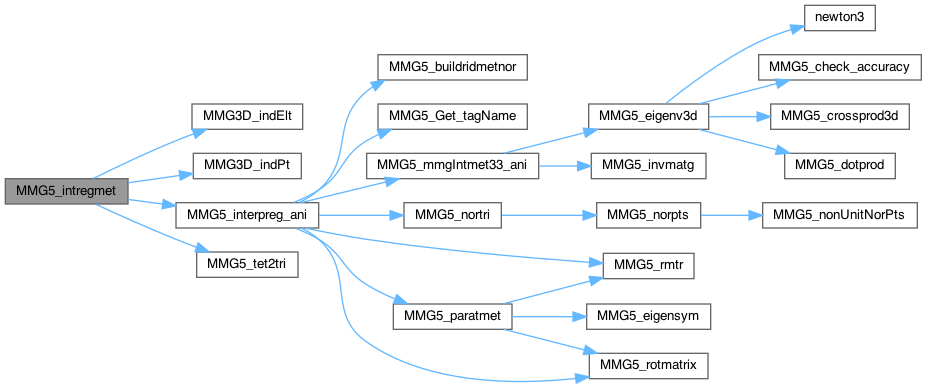 MMG5_intregmet
MMG3D_indElt
MMG3D_indPt
MMG5_interpreg_ani
MMG5_tet2tri
MMG5_buildridmetnor
MMG5_Get_tagName
MMG5_mmgIntmet33_ani
MMG5_nortri
MMG5_paratmet
MMG5_eigenv3d
MMG5_invmatg
MMG5_norpts
MMG5_rmtr
MMG5_eigensym
MMG5_rotmatrix
newton3
MMG5_check_accuracy
MMG5_crossprod3d
MMG5_dotprod
MMG5_nonUnitNorPts